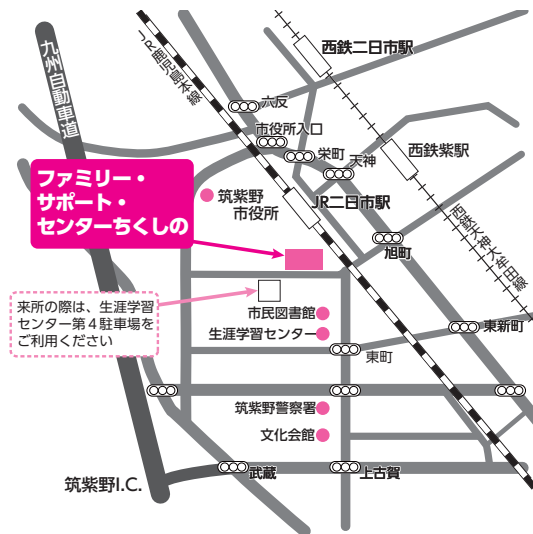 西鉄二日市駅
九州自動車道
JR鹿児島本線
六反
市役所入口
栄町
天神
西鉄紫駅
ファミリー・
サポート・
センターちくしの
筑紫野
市役所
JR二日市駅
西鉄天神大牟田線
旭町
来所の際は、生涯学習
センター第4駐車場を
ご利用ください
市民図書館
生涯学習センター
東新町
東町
筑紫野警察署
文化会館
筑紫野I.C.
武蔵
上古賀